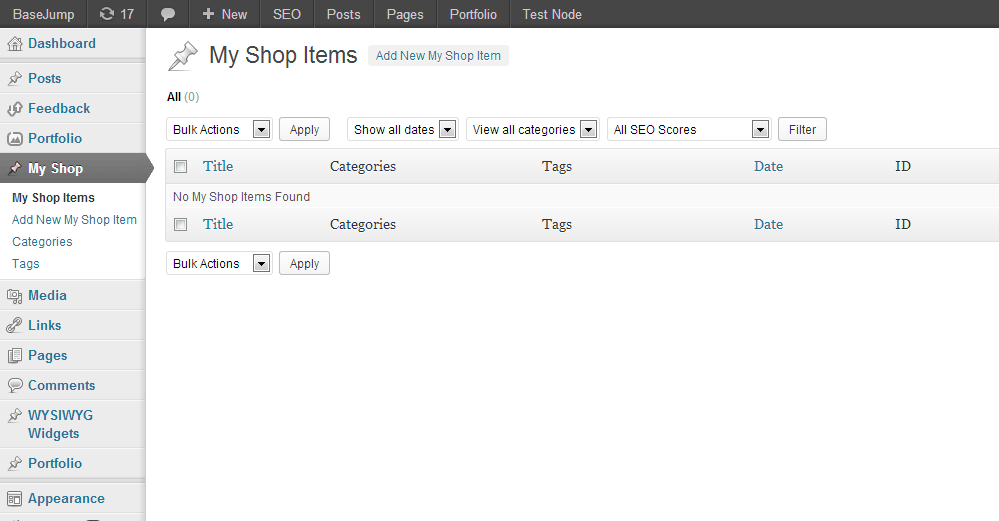 BaseJump 17 New SEO Posts Pages Portfolio Test Node
Dashboard
Posts
Feedback
Portfolio
My Shop
My Shop Items
Add New My Shop Item
Categories
Tags
Media
Links
Pages
Comments
WYSIWYG
Widgets
Portfolio
Appearance
My Shop Items Add New My Shop Item
All (0)
Bulk Actions Apply Show all dates View all categories All SEO Scores Filter
Title Categories Tags Date ID
No My Shop Items Found
Title Categories Tags Date ID
Bulk Actions Apply